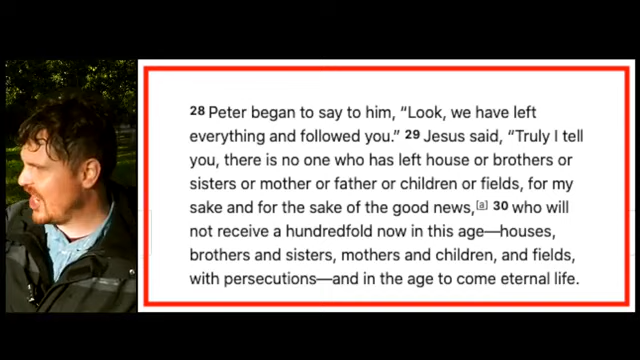 28 Peter began to say to him, “Look, we have left
everything and followed you.” 29 Jesus said, “Truly I tell
you, there is no one who has left house or brothers or
sisters or mother or father or children or fields, for my
sake and for the sake of the good news,[a] 30 who will
not receive a hundredfold now in this age—houses,
brothers and sisters, mothers and children, and fields,
with persecutions—and in the age to come eternal life.